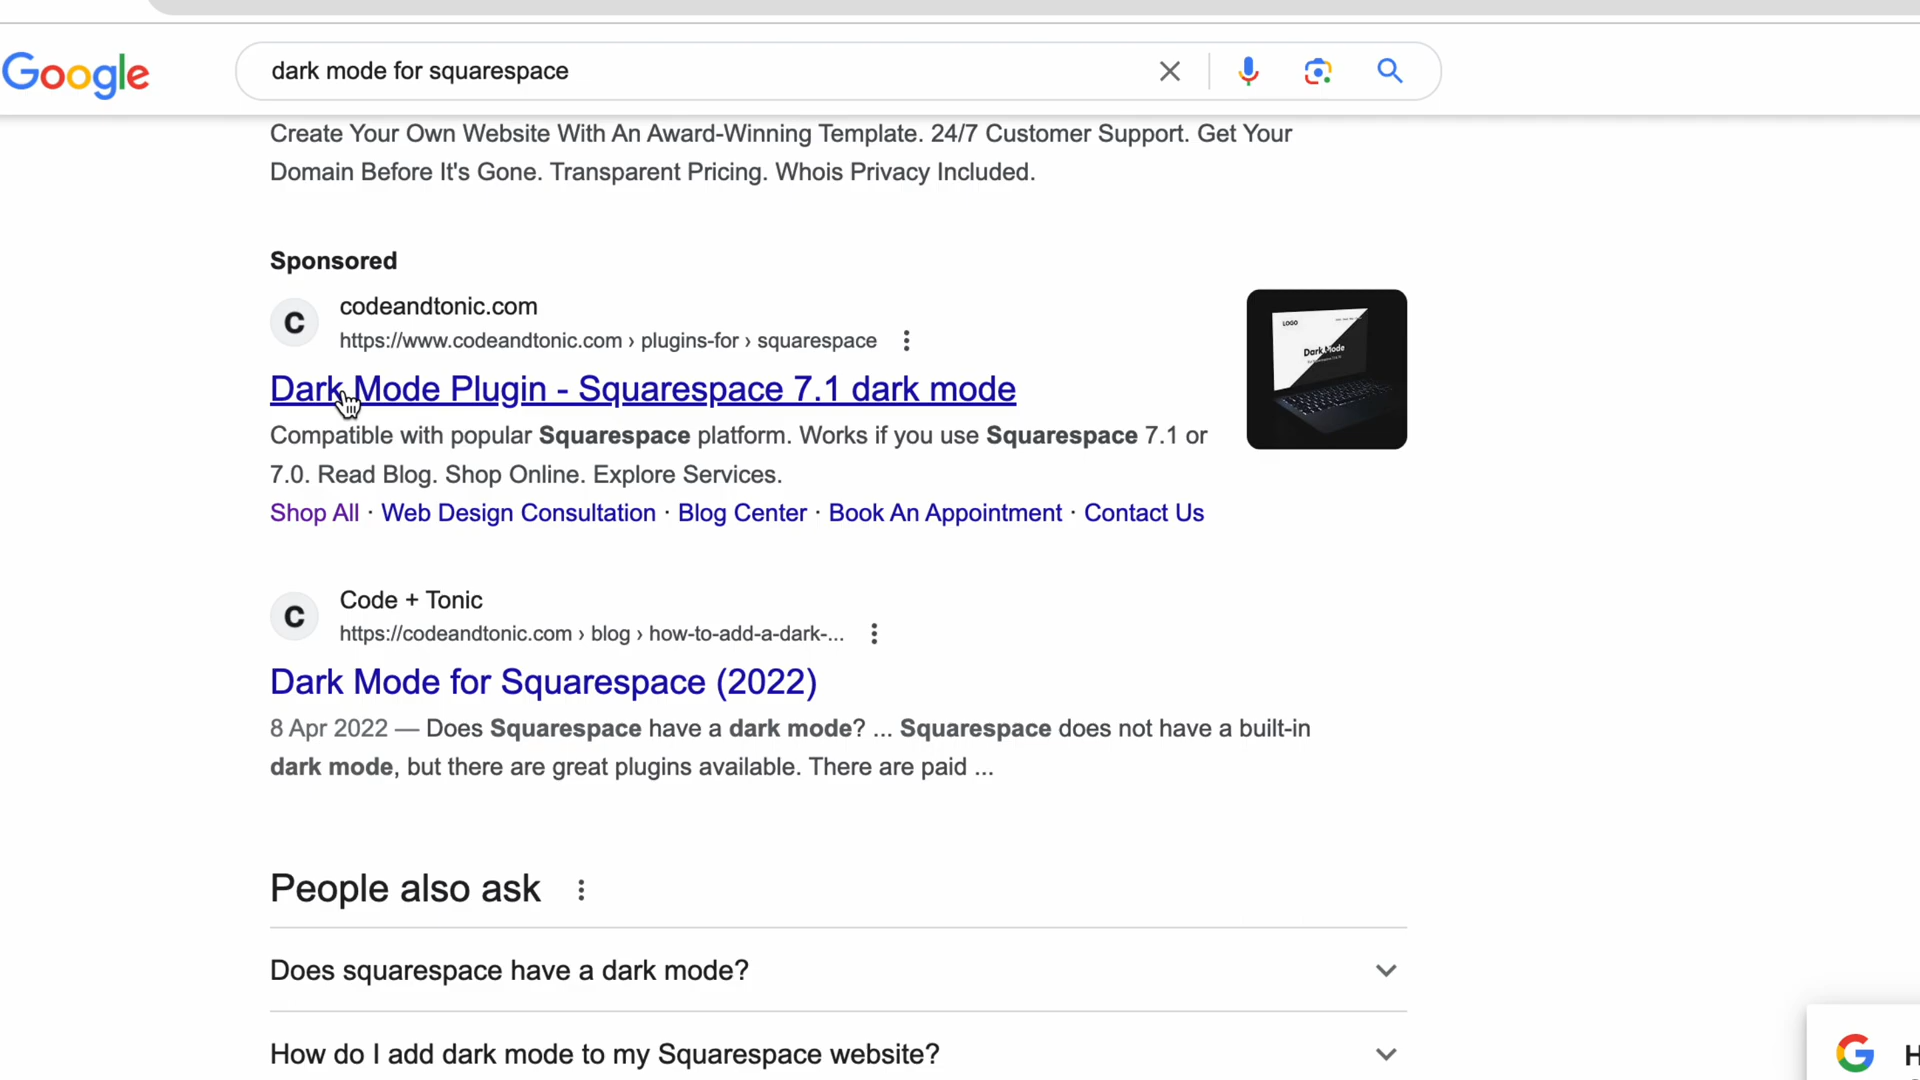 Google
dark mode for squarespace
Create Your Own Website With An Award-Winning Template. 24/7 Customer Support. Get Your
Domain Before It's Gone. Transparent Pricing. Whois Privacy Included.
Sponsored
C
codeandtonic.com
https://www.codeandtonic.com › plugins-for › squarespace
LOGO
Dark Mode
Dark Mode Plugin - Squarespace 7.1 dark mode
Compatible with popular Squarespace platform. Works if you use Squarespace 7.1 or
7.0. Read Blog. Shop Online. Explore Services.
Shop All · Web Design Consultation · Blog Center · Book An Appointment · Contact Us
C
Code + Tonic
https://codeandtonic.com › blog › how-to-add-a-dark-...
Dark Mode for Squarespace (2022)
8 Apr 2022 — Does Squarespace have a dark mode? ... Squarespace does not have a built-in
dark mode, but there are great plugins available. There are paid ...
People also ask
Does squarespace have a dark mode?
How do I add dark mode to my Squarespace website?
G
H